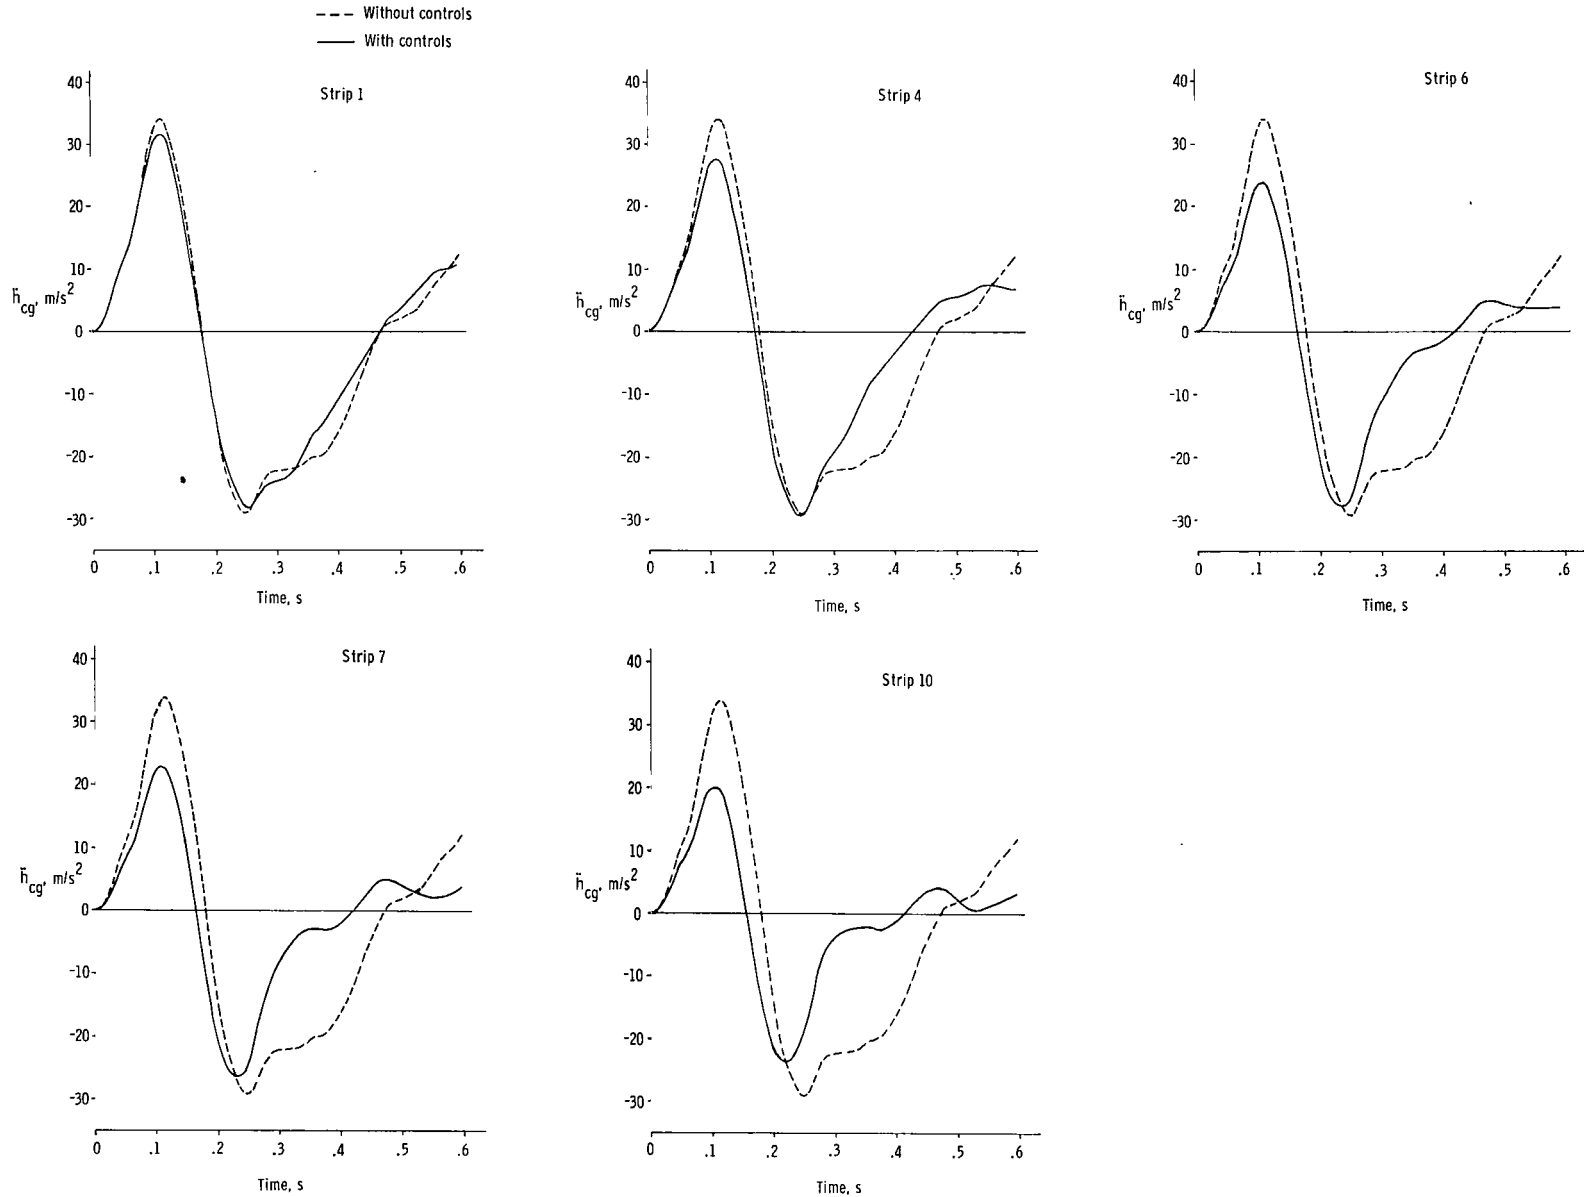 Without controls
With controls
Strip 1
40
30
20
10
0
-10
-20
-30
ḧcg, m/s²
0 .1 .2 .3 .4 .5 .6
Time, s
Strip 4
40
30
20
10
0
-10
-20
-30
ḧcg, m/s²
0 .1 .2 .3 .4 .5 .6
Time, s
Strip 6
40
30
20
10
0
-10
-20
-30
ḧcg, m/s²
0 .1 .2 .3 .4 .5 .6
Time, s
Strip 7
40
30
20
10
0
-10
-20
-30
ḧcg, m/s²
0 .1 .2 .3 .4 .5 .6
Time, s
Strip 10
40
30
20
10
0
-10
-20
-30
ḧcg, m/s²
0 .1 .2 .3 .4 .5 .6
Time, s